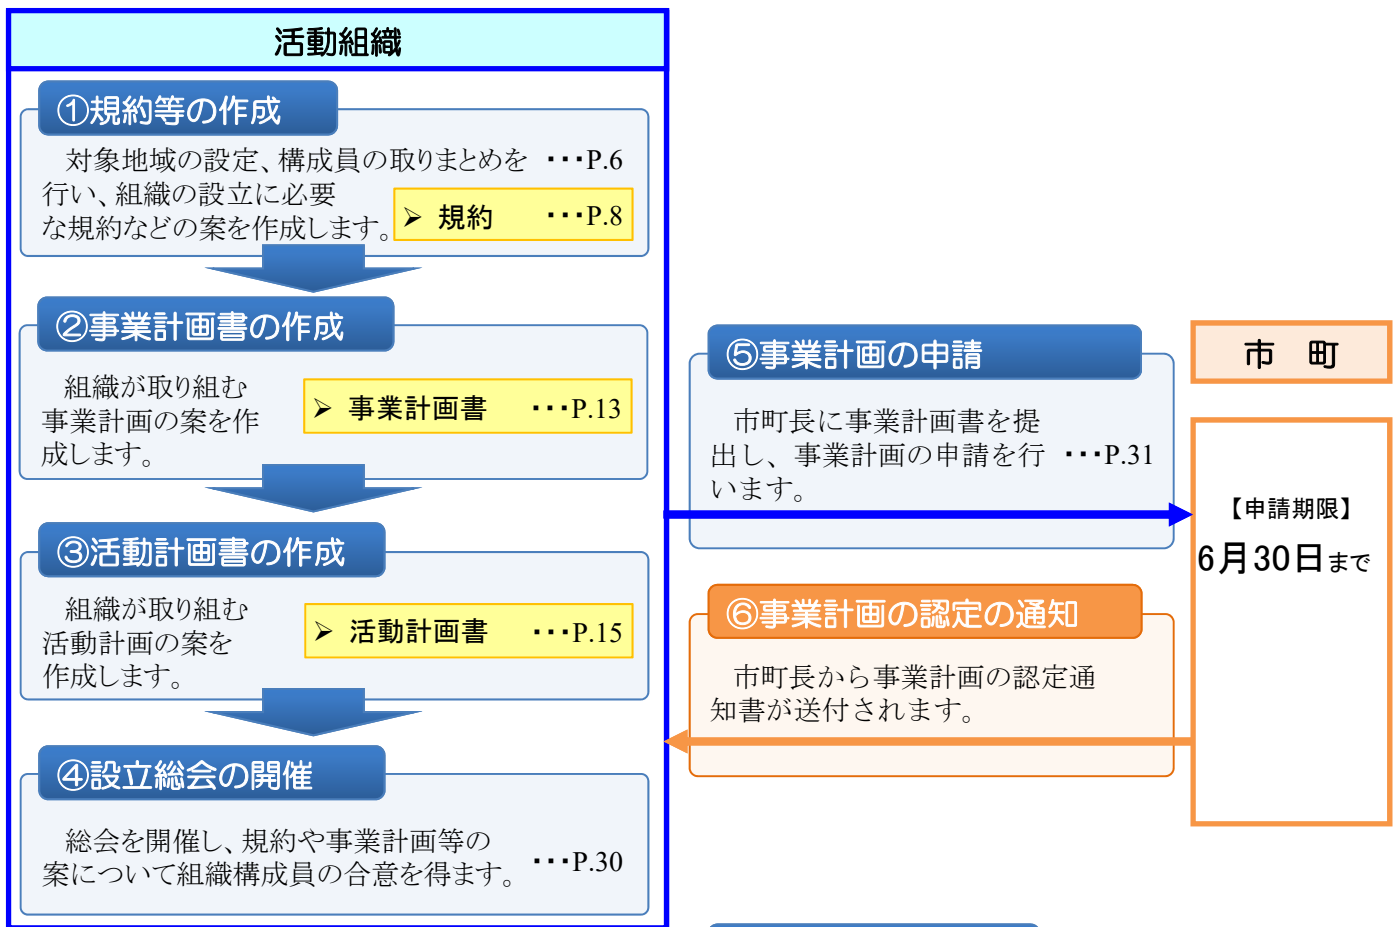 活動組織
①規約等の作成
対象地域の設定、構成員の取りまとめを ・・・P.6
行い、組織の設立に必要
な規約などの案を作成します。
➢ 規約 ・・・P.8
②事業計画書の作成
組織が取り組む
事業計画の案を作
成します。
➢ 事業計画書 ・・・P.13
③活動計画書の作成
組織が取り組む
活動計画の案を
作成します。
➢ 活動計画書 ・・・P.15
④設立総会の開催
総会を開催し、規約や事業計画等の
案について組織構成員の合意を得ます。
・・・P.30
⑤事業計画の申請
市町長に事業計画書を提
出し、事業計画の申請を行 ・・・P.31
います。
⑥事業計画の認定の通知
市町長から事業計画の認定通
知書が送付されます。
市 町
【申請期限】
6月30日まで